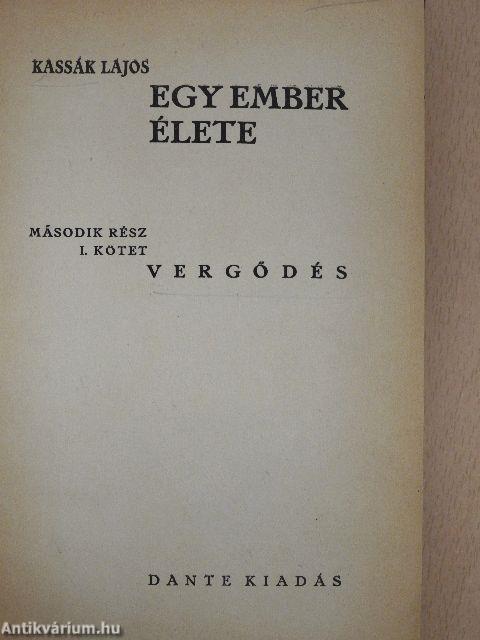 KASSÁK LAJOS
EGY EMBER
ÉLETE
MÁSODIK RÉSZ
I. KÖTET
VERGŐDÉS
DANTE KIADÁS
Antikvárium.hu